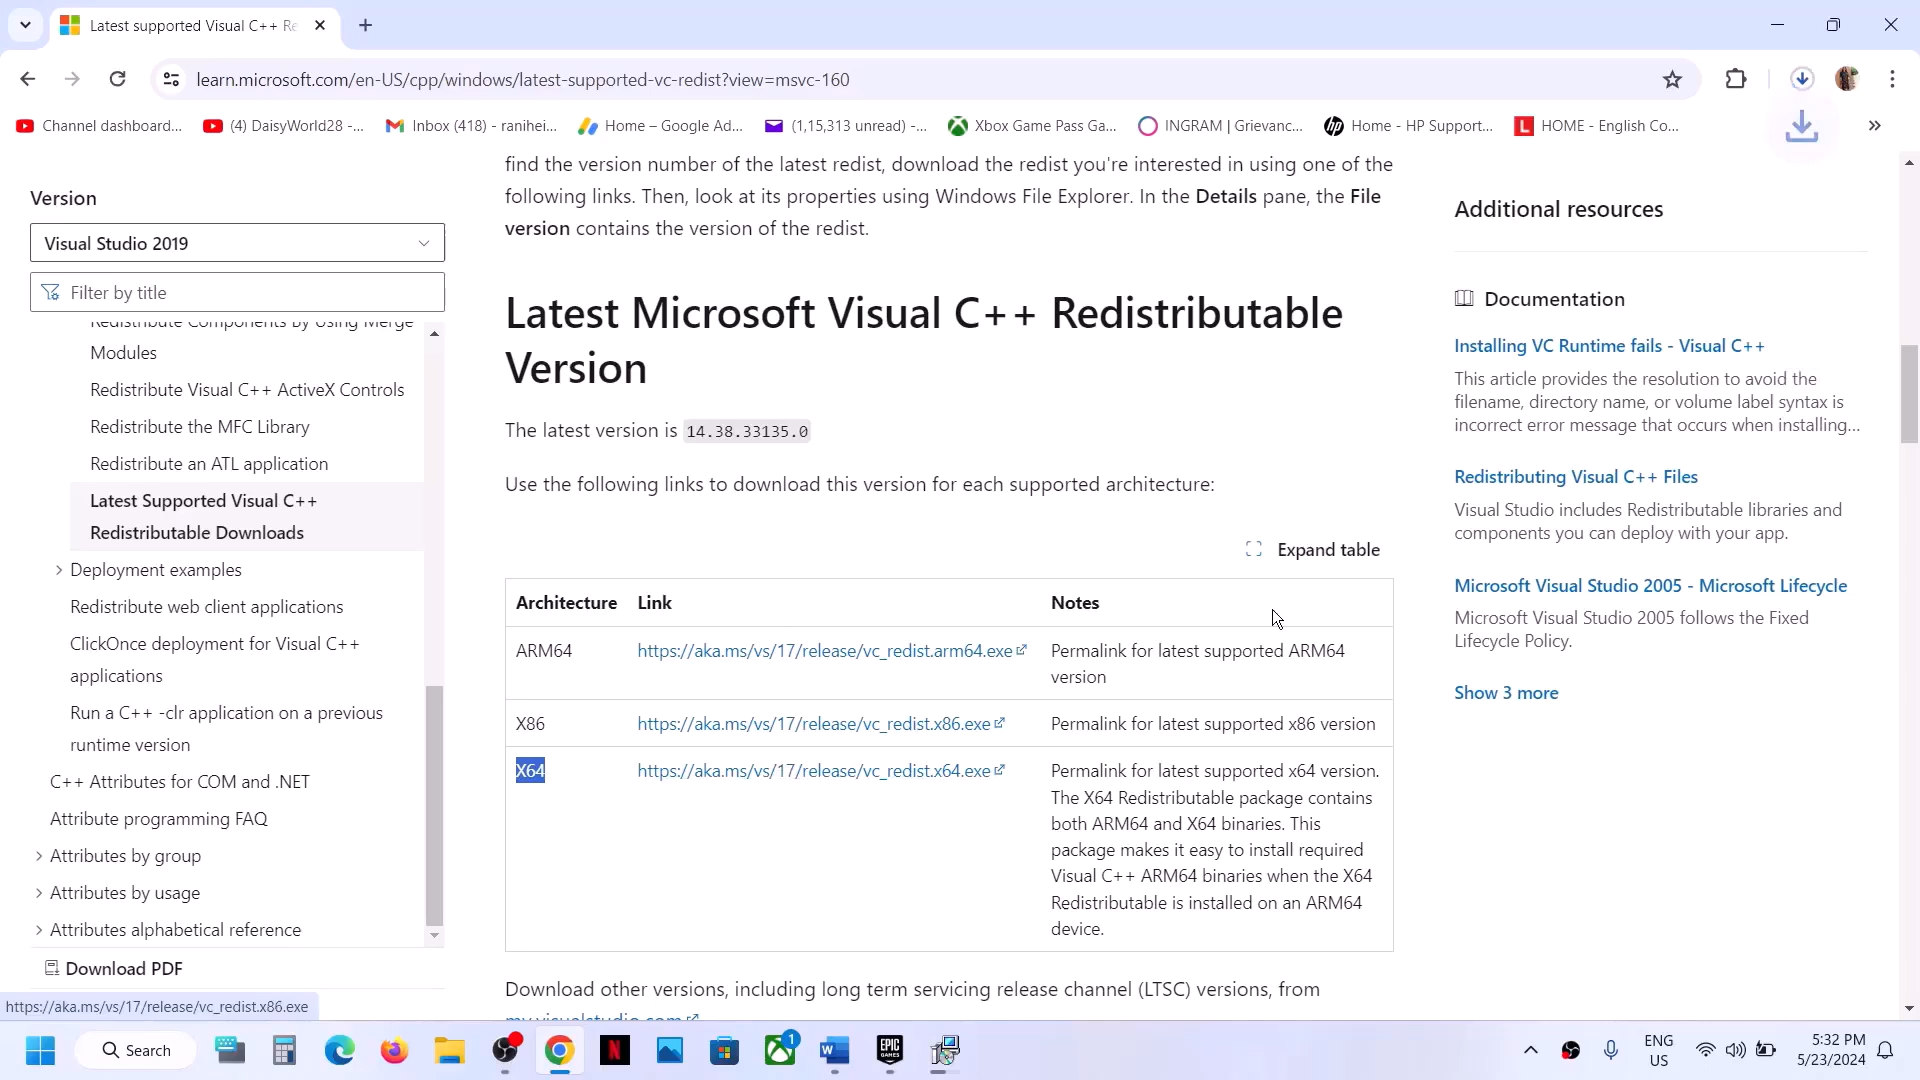 Latest supported Visual C++ Re
learn.microsoft.com/en-US/cpp/windows/latest-supported-vc-redist?view=msvc-160
Channel dashboard...
(4) DaisyWorld28 -...
Inbox (418) - ranihei...
Home – Google Ad...
(1,15,313 unread) -...
Xbox Game Pass Ga...
INGRAM | Grievanc...
Home - HP Support...
HOME - English Co...
»
Version
Visual Studio 2019
Filter by title
Redistribute Components By Using Merge
Modules
Redistribute Visual C++ ActiveX Controls
Redistribute the MFC Library
Redistribute an ATL application
Latest Supported Visual C++
Redistributable Downloads
Deployment examples
Redistribute web client applications
ClickOnce deployment for Visual C++
applications
Run a C++ -clr application on a previous
runtime version
C++ Attributes for COM and .NET
Attribute programming FAQ
Attributes by group
Attributes by usage
Attributes alphabetical reference
Download PDF
https://aka.ms/vs/17/release/vc_redist.x86.exe
find the version number of the latest redist, download the redist you're interested in using one of the
following links. Then, look at its properties using Windows File Explorer. In the Details pane, the File
version contains the version of the redist.
Latest Microsoft Visual C++ Redistributable
Version
The latest version is 14.38.33135.0
Use the following links to download this version for each supported architecture:
Expand table
Architecture Link Notes
ARM64 https://aka.ms/vs/17/release/vc_redist.arm64.exe Permalink for latest supported ARM64
version
X86 https://aka.ms/vs/17/release/vc_redist.x86.exe Permalink for latest supported x86 version
X64 https://aka.ms/vs/17/release/vc_redist.x64.exe Permalink for latest supported x64 version.
The X64 Redistributable package contains
both ARM64 and X64 binaries. This
package makes it easy to install required
Visual C++ ARM64 binaries when the X64
Redistributable is installed on an ARM64
device.
Download other versions, including long term servicing release channel (LTSC) versions, from
my.visualstudio.com
Additional resources
Documentation
Installing VC Runtime fails - Visual C++
This article provides the resolution to avoid the
filename, directory name, or volume label syntax is
incorrect error message that occurs when installing...
Redistributing Visual C++ Files
Visual Studio includes Redistributable libraries and
components you can deploy with your app.
Microsoft Visual Studio 2005 - Microsoft Lifecycle
Microsoft Visual Studio 2005 follows the Fixed
Lifecycle Policy.
Show 3 more
Search
N
1
W
EPIC
GAMES
ENG
US
5:32 PM
5/23/2024